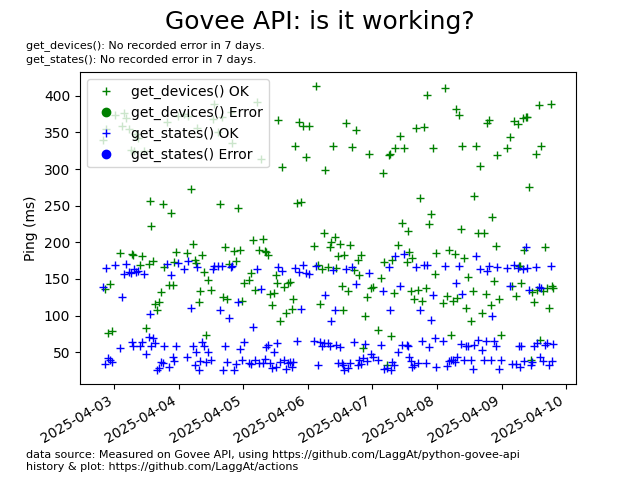 Govee API: is it working?
get_devices(): No recorded error in 7 days.
get_states(): No recorded error in 7 days.
get_devices() OK
get_devices() Error
get_states() OK
get_states() Error
Ping (ms)
400
350
300
250
200
150
100
50
2025-04-03
2025-04-04
2025-04-05
2025-04-06
2025-04-07
2025-04-08
2025-04-09
2025-04-10
data source: Measured on Govee API, using https://github.com/LaggAt/python-govee-api
history & plot: https://github.com/LaggAt/actions